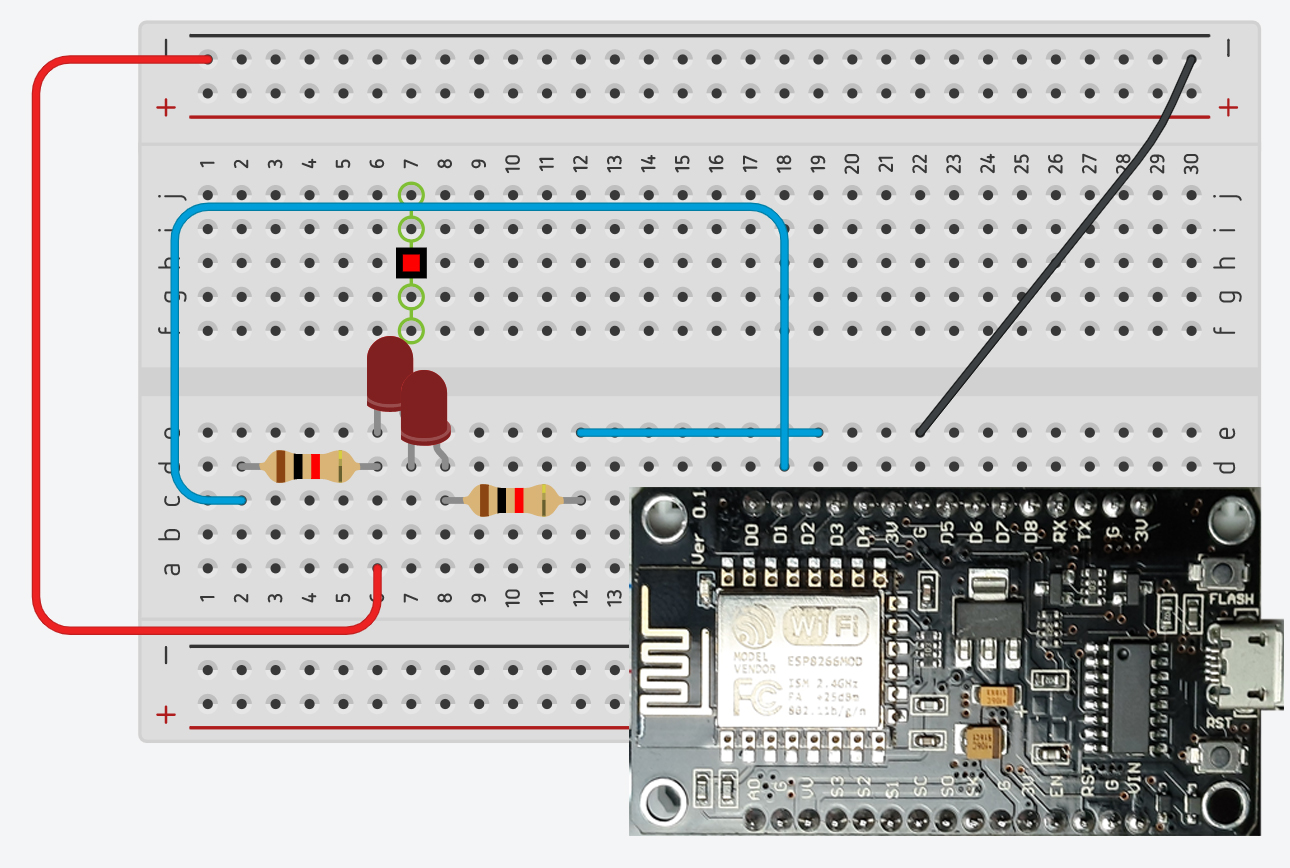 − −
+ +
1 2 3 4 5 6 7 8 9 10 11 12 13 14 15 16 17 18 19 20 21 22 23 24 25 26 27 28 29 30
j j
i i
h h
g g
f f
e e
d d
c
b
a
1 2 3 4 5 6 7 8 9 10 11 12 13
−
+
Ver 0.1
D0 D1 D2 D3 D4 3V G D5 D6 D7 D8 RX TX G 3V
FLASH
WiFi
MODEL
VENDOR
ESP8266MOD
FC
ISM 2.4GHz
PA +25dBm
802.11b/g/n
RST
A0 G VU S3 S2 S1 SC S0 SK G 3V EN RST G VIN